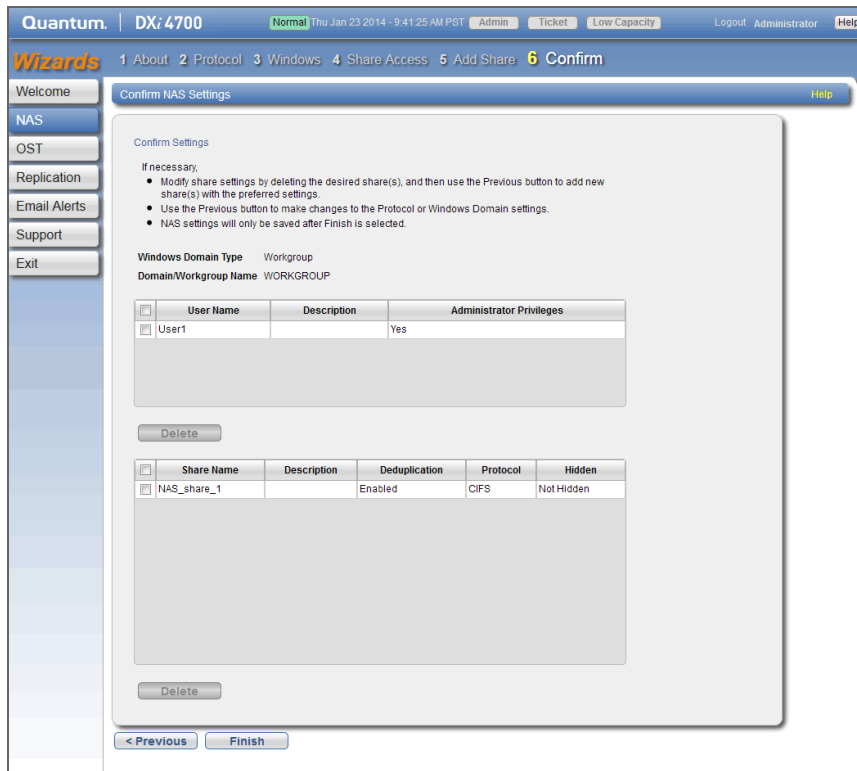 Quantum. DXi 4700 Normal Thu Jan 23 2014 - 9:41:25 AM PST Admin Ticket Low Capacity Logout Administrator Help
Wizards 1 About 2 Protocol 3 Windows 4 Share Access 5 Add Share 6 Confirm
Welcome
NAS
OST
Replication
Email Alerts
Support
Exit
Confirm NAS Settings Help
Confirm Settings
If necessary,
• Modify share settings by deleting the desired share(s), and then use the Previous button to add new
share(s) with the preferred settings.
• Use the Previous button to make changes to the Protocol or Windows Domain settings.
• NAS settings will only be saved after Finish is selected.
Windows Domain Type Workgroup
Domain/Workgroup Name WORKGROUP
User Name Description Administrator Privileges
User1 Yes
Delete
Share Name Description Deduplication Protocol Hidden
NAS_share_1 Enabled CIFS Not Hidden
Delete
< Previous Finish